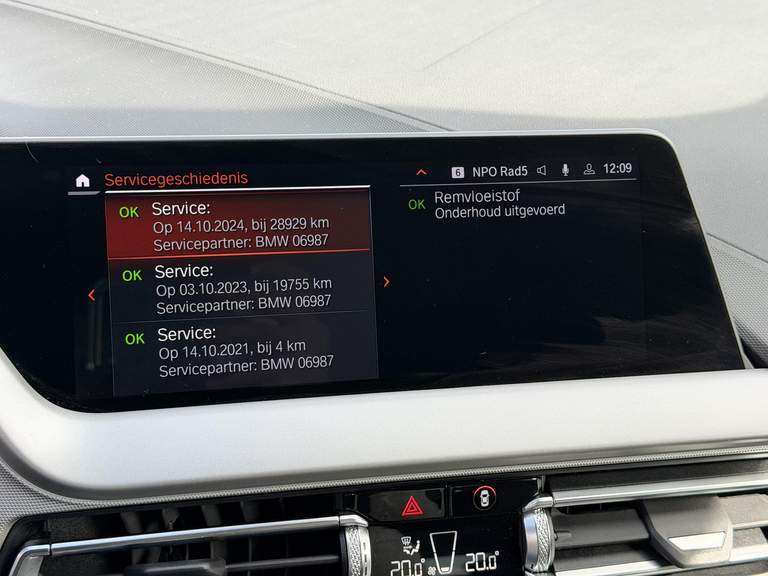 Servicegeschiedenis
6 NPO Rad5 12:09
OK Service:
Op 14.10.2024, bij 28929 km
Servicepartner: BMW 06987
OK Service:
Op 03.10.2023, bij 19755 km
Servicepartner: BMW 06987
OK Service:
Op 14.10.2021, bij 4 km
Servicepartner: BMW 06987
OK Remvloeistof
Onderhoud uitgevoerd
20.0° 20.0°